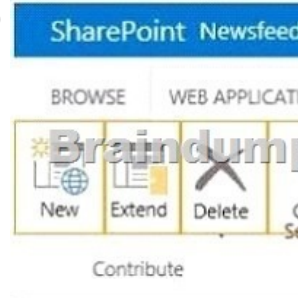 SharePoint Newsfeed
BROWSE WEB APPLICATI
Braindump
New Extend Delete
Contribute